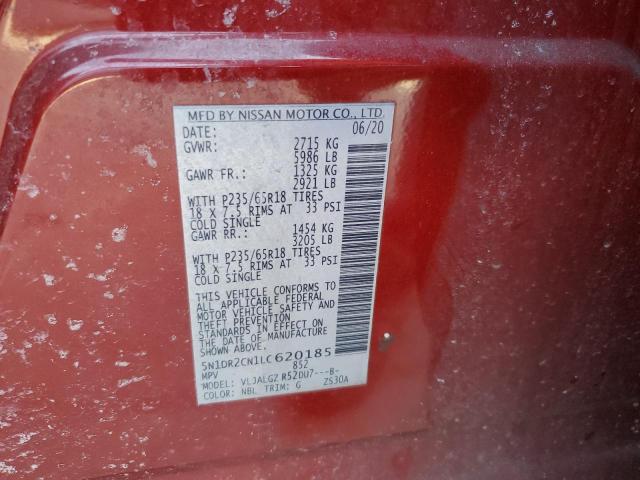 MFD BY NISSAN MOTOR CO., LTD.
DATE: 06/20
GVWR: 2715 KG
5986 LB
GAWR FR.: 1325 KG
2921 LB
WITH P235/65R18 TIRES
18 X 7.5 RIMS AT 33 PSI
COLD SINGLE
GAWR RR.: 1454 KG
3205 LB
WITH P235/65R18 TIRES
18 X 7.5 RIMS AT 33 PSI
COLD SINGLE
THIS VEHICLE CONFORMS TO
ALL APPLICABLE FEDERAL
MOTOR VEHICLE SAFETY AND
THEFT PREVENTION
STANDARDS IN EFFECT ON
THE DATE OF MANUFACTURE
SHOWN ABOVE.
5N1DR2CN1LC620185
MPV 852
MODEL: VLJALGZ R52DU7---B-
COLOR: NBL TRIM: G ZS30A